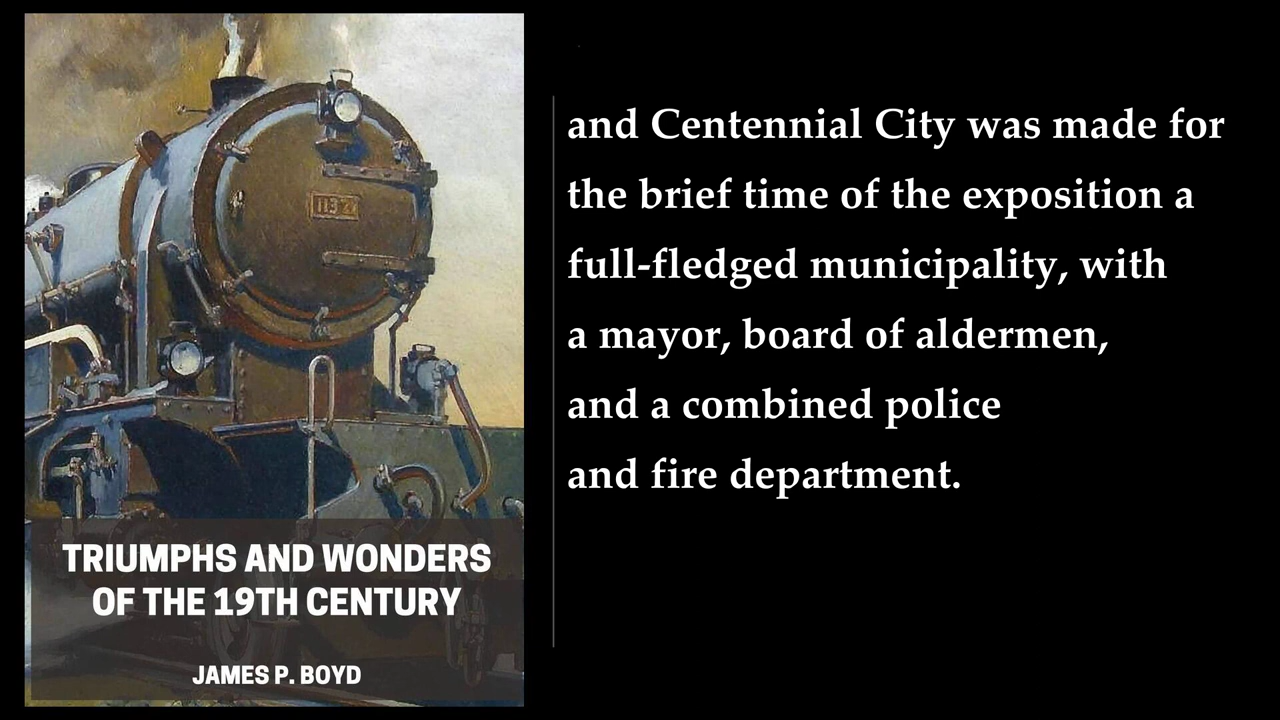 1132
TRIUMPHS AND WONDERS
OF THE 19TH CENTURY
JAMES P. BOYD
and Centennial City was made for
the brief time of the exposition a
full-fledged municipality, with
a mayor, board of aldermen,
and a combined police
and fire department.